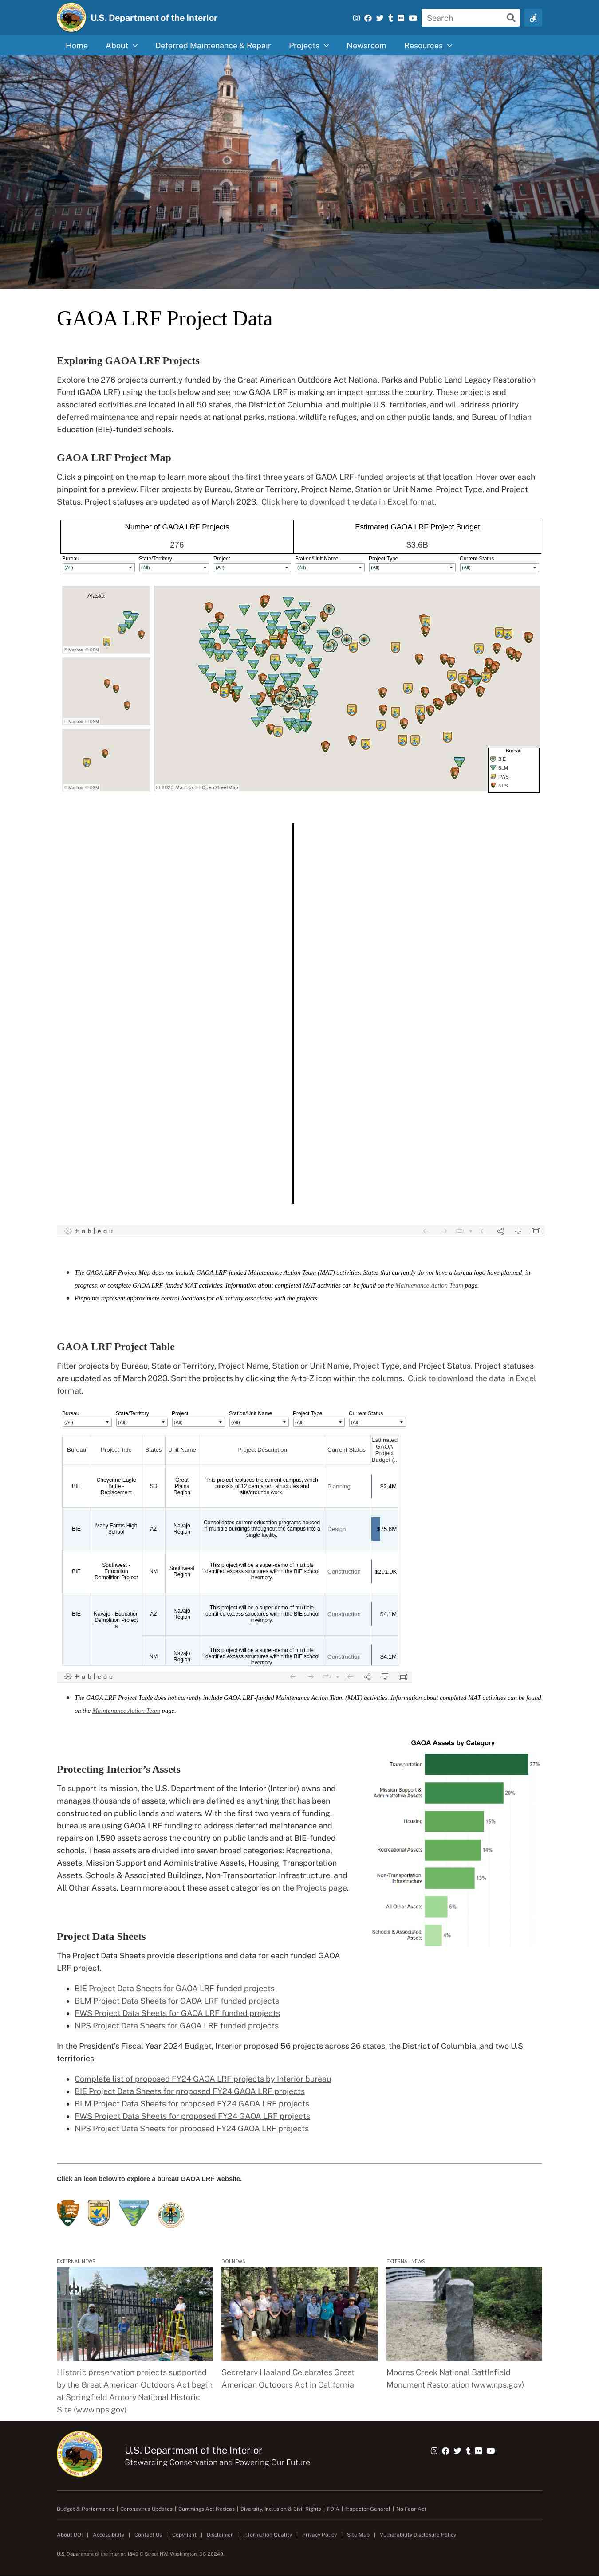 U.S. Department of the Interior
Search
Home About Deferred Maintenance & Repair Projects Newsroom Resources
GAOA LRF Project Data
Exploring GAOA LRF Projects
Explore the 276 projects currently funded by the Great American Outdoors Act National Parks and Public Land Legacy Restoration
Fund (GAOA LRF) using the tools below and see how GAOA LRF is making an impact across the country. These projects and
associated activities are located in all 50 states, the District of Columbia, and multiple U.S. territories, and will address priority
deferred maintenance and repair needs at national parks, national wildlife refuges, and on other public lands, and Bureau of Indian
Education (BIE)-funded schools.
GAOA LRF Project Map
Click a pinpoint on the map to learn more about the first three years of GAOA LRF-funded projects at that location. Hover over each
pinpoint for a preview. Filter projects by Bureau, State or Territory, Project Name, Station or Unit Name, Project Type, and Project
Status. Project statuses are updated as of March 2023. Click here to download the data in Excel format.
Number of GAOA LRF Projects
276
Estimated GAOA LRF Project Budget
$3.6B
Bureau State/Territory Project Station/Unit Name Project Type Current Status
(All) (All) (All) (All) (All) (All)
Alaska
© Mapbox © OSM
© Mapbox © OSM
© Mapbox © OSM
© 2023 Mapbox © OpenStreetMap
Bureau
BIE
BLM
FWS
NPS
+ableau
The GAOA LRF Project Map does not include GAOA LRF-funded Maintenance Action Team (MAT) activities. States that currently do not have a bureau logo have planned, in-
progress, or complete GAOA LRF-funded MAT activities. Information about completed MAT activities can be found on the Maintenance Action Team page.
Pinpoints represent approximate central locations for all activity associated with the projects.
GAOA LRF Project Table
Filter projects by Bureau, State or Territory, Project Name, Station or Unit Name, Project Type, and Project Status. Project statuses
are updated as of March 2023. Sort the projects by clicking the A-to-Z icon within the columns. Click to download the data in Excel
format.
Bureau State/Territory Project Station/Unit Name Project Type Current Status
(All) (All) (All) (All) (All) (All)
Bureau Project Title States Unit Name Project Description Current Status Estimated GAOA Project Budget (..
BIE Cheyenne Eagle Butte - Replacement SD Great Plains Region This project replaces the current campus, which consists of 12 permanent structures and site/grounds work. Planning $2.4M
BIE Many Farms High School AZ Navajo Region Consolidates current education programs housed in multiple buildings throughout the campus into a single facility. Design $75.6M
BIE Southwest - Education Demolition Project NM Southwest Region This project will be a super-demo of multiple identified excess structures within the BIE school inventory. Construction $201.0K
BIE Navajo - Education Demolition Project a AZ Navajo Region This project will be a super-demo of multiple identified excess structures within the BIE school inventory. Construction $4.1M
NM Navajo Region This project will be a super-demo of multiple identified excess structures within the BIE school inventory. Construction $4.1M
+ableau
The GAOA LRF Project Table does not currently include GAOA LRF-funded Maintenance Action Team (MAT) activities. Information about completed MAT activities can be found
on the Maintenance Action Team page.
Protecting Interior's Assets
To support its mission, the U.S. Department of the Interior (Interior) owns and
manages thousands of assets, which are defined as anything that has been
constructed on public lands and waters. With the first two years of funding,
bureaus are using GAOA LRF funding to address deferred maintenance and
repairs on 1,590 assets across the country on public lands and at BIE-funded
schools. These assets are divided into seven broad categories: Recreational
Assets, Mission Support and Administrative Assets, Housing, Transportation
Assets, Schools & Associated Buildings, Non-Transportation Infrastructure, and
All Other Assets. Learn more about these asset categories on the Projects page.
GAOA Assets by Category
Transportation 27%
Mission Support & Administrative Assets 20%
Housing 15%
Recreational Assets 14%
Non-Transportation Infrastructure 13%
All Other Assets 6%
Schools & Associated Assets 4%
Project Data Sheets
The Project Data Sheets provide descriptions and data for each funded GAOA
LRF project.
BIE Project Data Sheets for GAOA LRF funded projects
BLM Project Data Sheets for GAOA LRF funded projects
FWS Project Data Sheets for GAOA LRF funded projects
NPS Project Data Sheets for GAOA LRF funded projects
In the President's Fiscal Year 2024 Budget, Interior proposed 56 projects across 26 states, the District of Columbia, and two U.S.
territories.
Complete list of proposed FY24 GAOA LRF projects by Interior bureau
BIE Project Data Sheets for proposed FY24 GAOA LRF projects
BLM Project Data Sheets for proposed FY24 GAOA LRF projects
FWS Project Data Sheets for proposed FY24 GAOA LRF projects
NPS Project Data Sheets for proposed FY24 GAOA LRF projects
Click an icon below to explore a bureau GAOA LRF website.
EXTERNAL NEWS
Historic preservation projects supported
by the Great American Outdoors Act begin
at Springfield Armory National Historic
Site (www.nps.gov)
DOI NEWS
Secretary Haaland Celebrates Great
American Outdoors Act in California
EXTERNAL NEWS
Moores Creek National Battlefield
Monument Restoration (www.nps.gov)
U.S. Department of the Interior
Stewarding Conservation and Powering Our Future
Budget & Performance | Coronavirus Updates | Cummings Act Notices | Diversity, Inclusion & Civil Rights | FOIA | Inspector General | No Fear Act
About DOI | Accessibility | Contact Us | Copyright | Disclaimer | Information Quality | Privacy Policy | Site Map | Vulnerability Disclosure Policy
U.S. Department of the Interior, 1849 C Street NW, Washington, DC 20240.